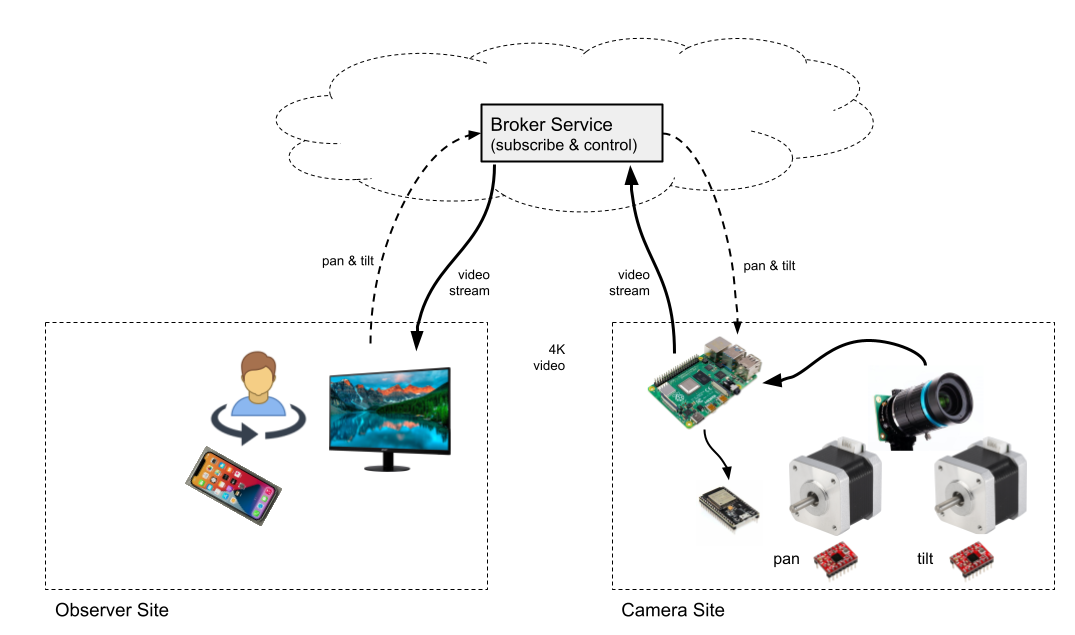 Broker Service
(subscribe & control)
pan & tilt
video
stream
video
stream
pan & tilt
4K
video
pan
tilt
Observer Site
Camera Site